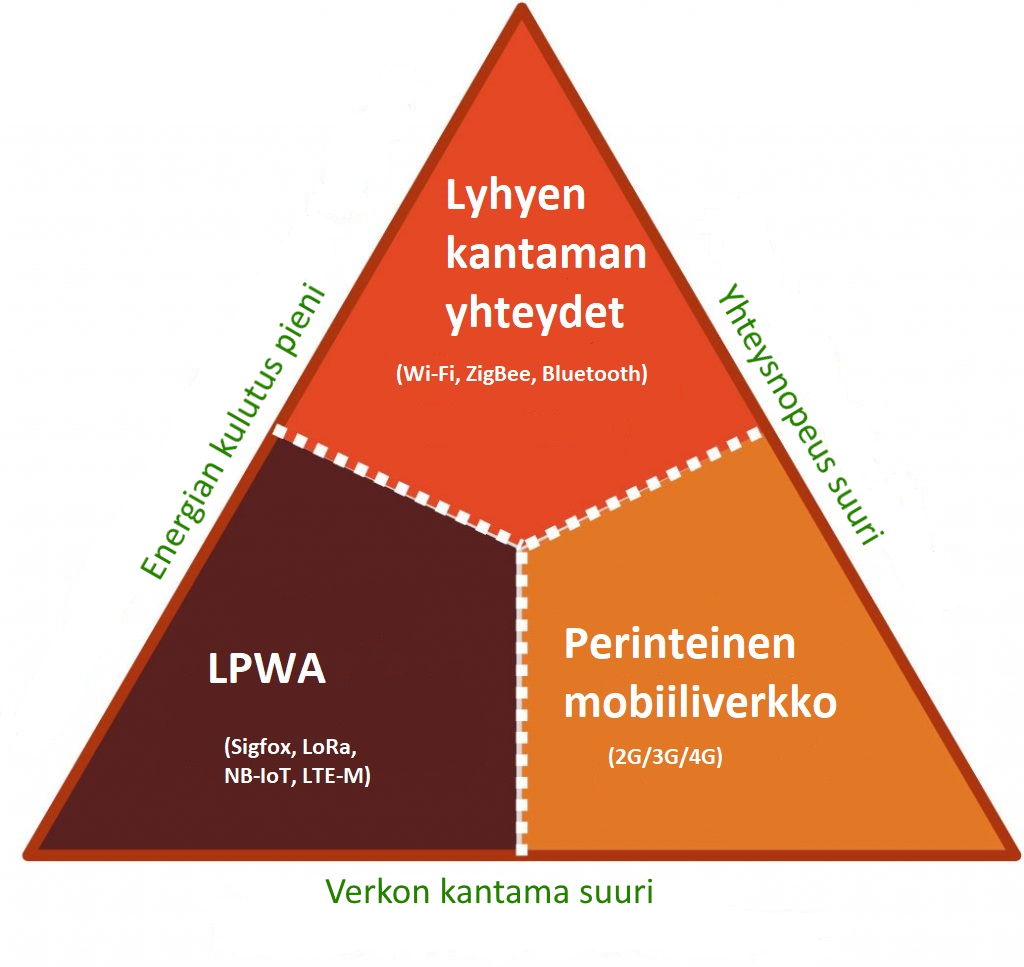 Lyhyen
kantaman
yhteydet
(Wi-Fi, ZigBee, Bluetooth)
Energian kulutus pieni
Yhteysnopeus suuri
LPWA
(Sigfox, LoRa,
NB-IoT, LTE-M)
Perinteinen
mobiiliverkko
(2G/3G/4G)
Verkon kantama suuri